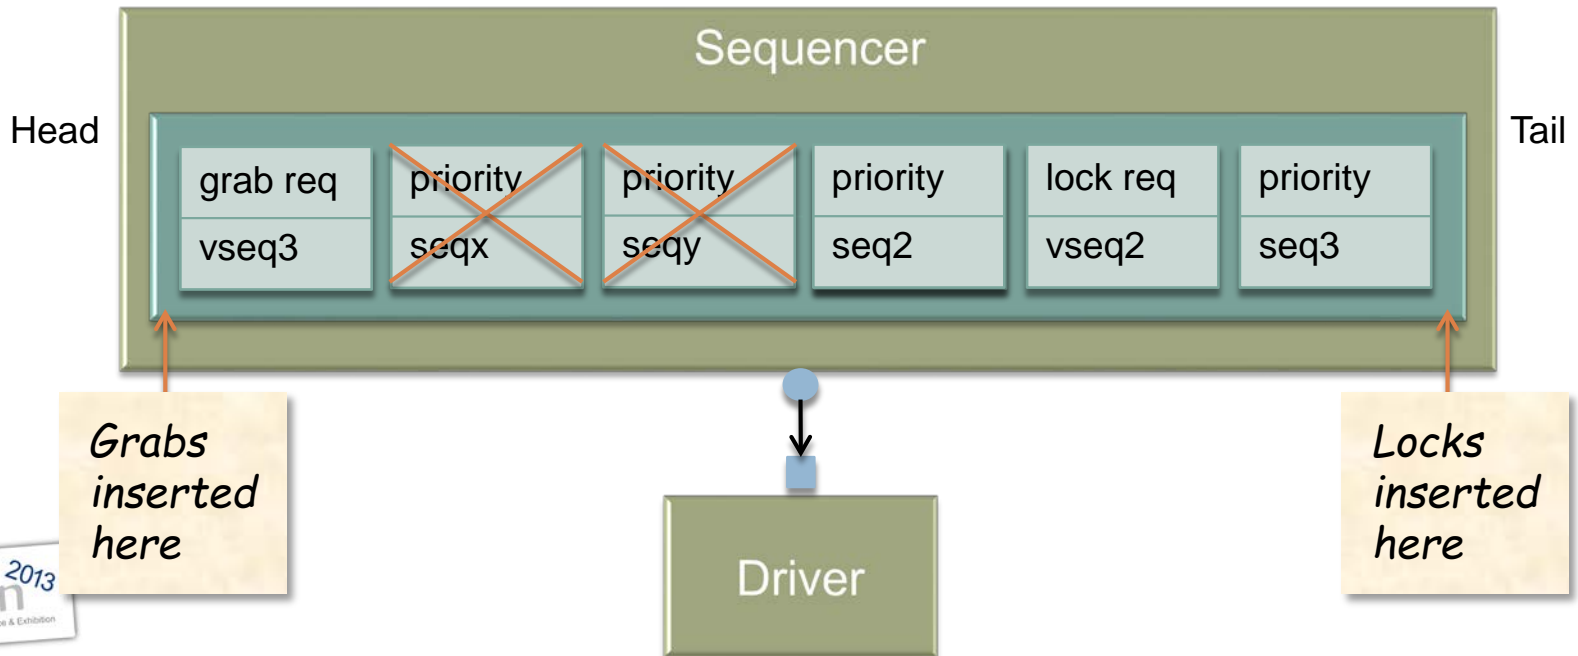 Sequencer
Head
Tail
grab req
priority
priority
priority
lock req
priority
vseq3
seqx
seqy
seq2
vseq2
seq3
Grabs
inserted
here
Locks
inserted
here
Driver
2013
n
& Exhibition